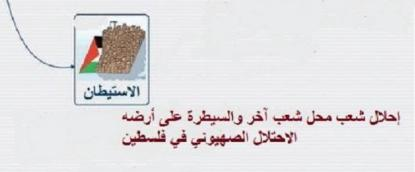 الاستيطان
إحلال شعب محل شعب آخر والسيطرة على أرضه
الاحتلال الصهيوني في فلسطين